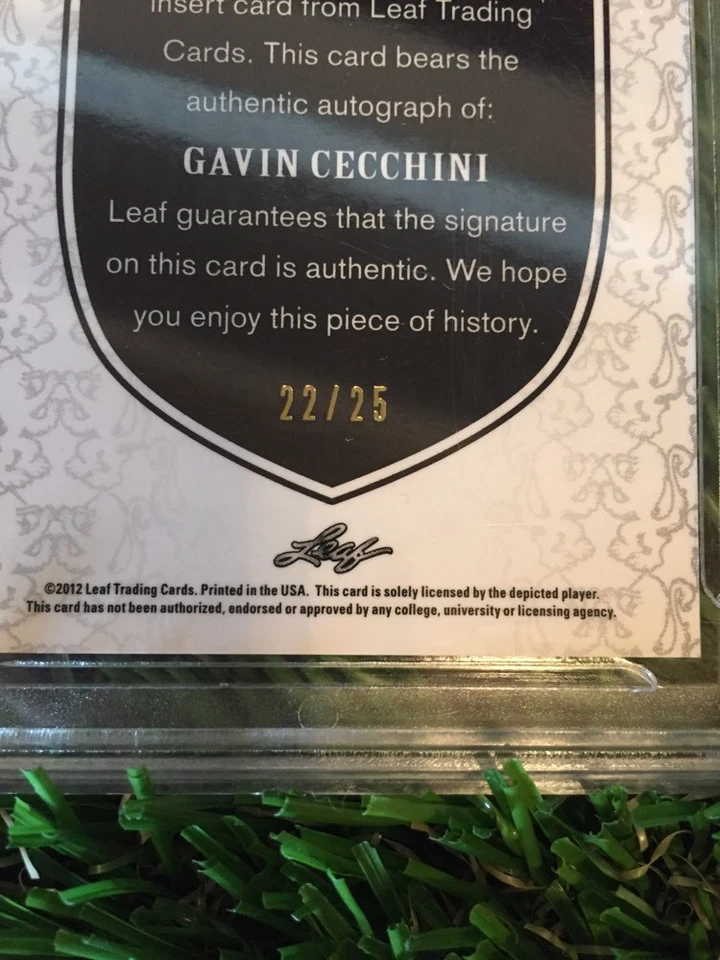 insert card from Leaf Trading
Cards. This card bears the
authentic autograph of:
GAVIN CECCHINI
Leaf guarantees that the signature
on this card is authentic. We hope
you enjoy this piece of history.
22/25
Leaf
©2012 Leaf Trading Cards. Printed in the USA. This card is solely licensed by the depicted player.
This card has not been authorized, endorsed or approved by any college, university or licensing agency.